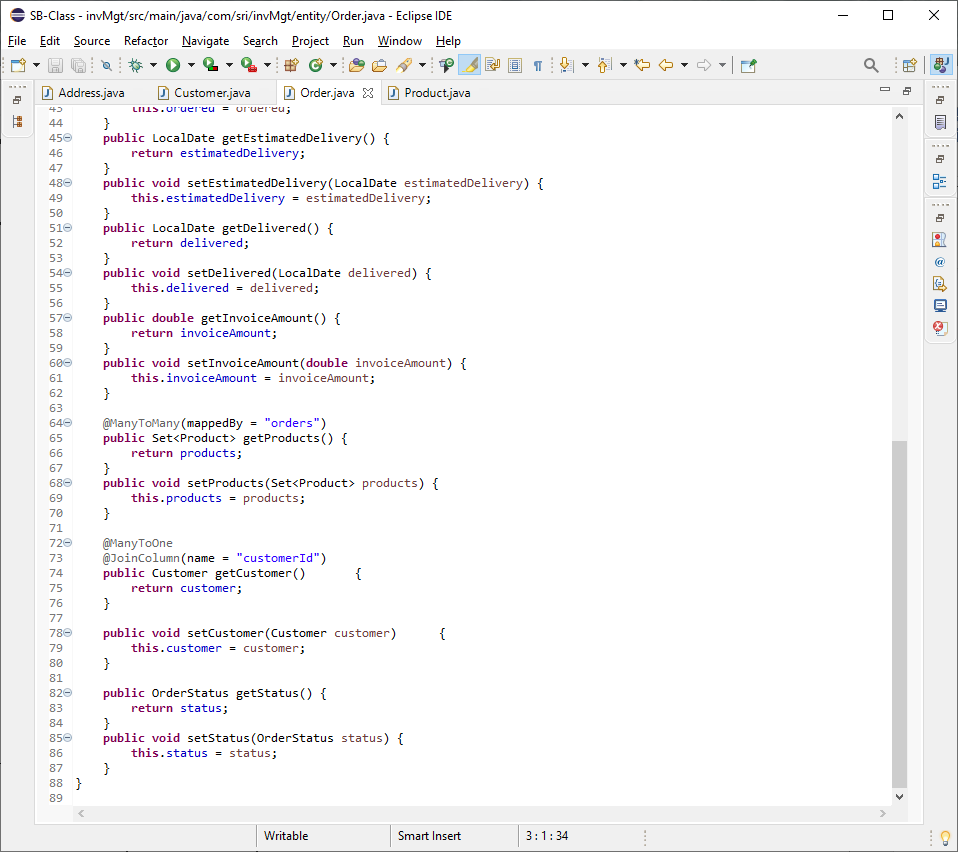 SB-Class - invMgt/src/main/java/com/sri/invMgt/entity/Order.java - Eclipse IDE
File Edit Source Refactor Navigate Search Project Run Window Help
Address.java Customer.java Order.java Product.java
43 this.ordered = ordered;
44 }
45 public LocalDate getEstimatedDelivery() {
46 return estimatedDelivery;
47 }
48 public void setEstimatedDelivery(LocalDate estimatedDelivery) {
49 this.estimatedDelivery = estimatedDelivery;
50 }
51 public LocalDate getDelivered() {
52 return delivered;
53 }
54 public void setDelivered(LocalDate delivered) {
55 this.delivered = delivered;
56 }
57 public double getInvoiceAmount() {
58 return invoiceAmount;
59 }
60 public void setInvoiceAmount(double invoiceAmount) {
61 this.invoiceAmount = invoiceAmount;
62 }
63
64 @ManyToMany(mappedBy = "orders")
65 public Set<Product> getProducts() {
66 return products;
67 }
68 public void setProducts(Set<Product> products) {
69 this.products = products;
70 }
71
72 @ManyToOne
73 @JoinColumn(name = "customerId")
74 public Customer getCustomer() {
75 return customer;
76 }
77
78 public void setCustomer(Customer customer) {
79 this.customer = customer;
80 }
81
82 public OrderStatus getStatus() {
83 return status;
84 }
85 public void setStatus(OrderStatus status) {
86 this.status = status;
87 }
88 }
89
Writable Smart Insert 3 : 1 : 34